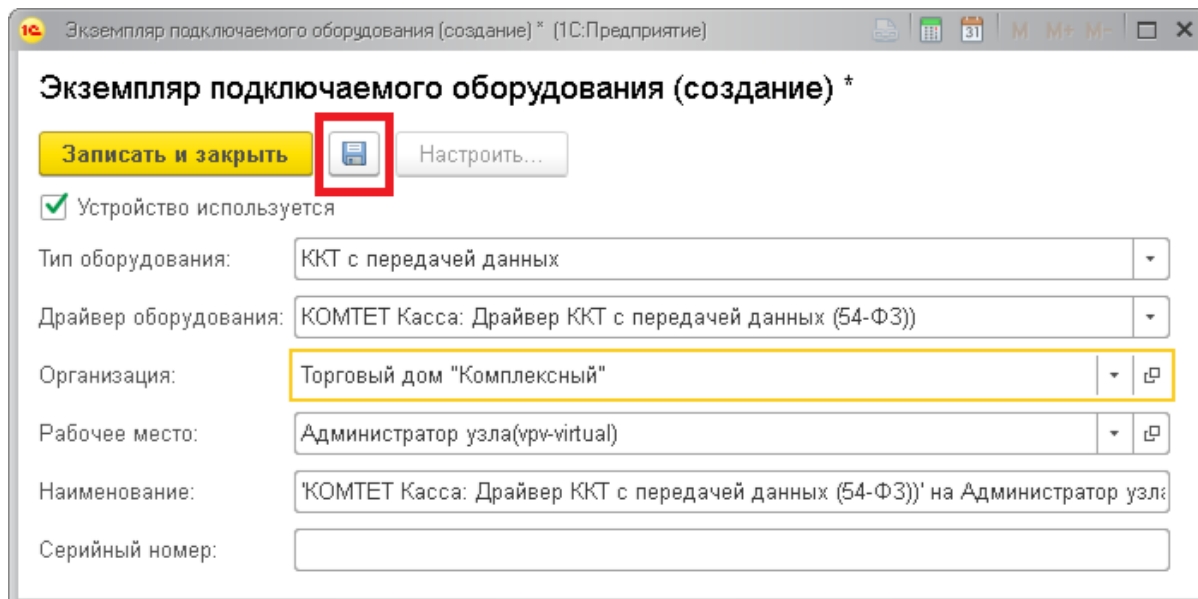 1С Экземпляр подключаемого оборудования (создание) * (1С:Предприятие) 31 M M+ M-
Экземпляр подключаемого оборудования (создание) *
Записать и закрыть Настроить...
Устройство используется
Тип оборудования: ККТ с передачей данных
Драйвер оборудования: КОМТЕТ Касса: Драйвер ККТ с передачей данных (54-ФЗ))
Организация: Торговый дом "Комплексный"
Рабочее место: Администратор узла(vpv-virtual)
Наименование: 'КОМТЕТ Касса: Драйвер ККТ с передачей данных (54-ФЗ))' на Администратор узла
Серийный номер: